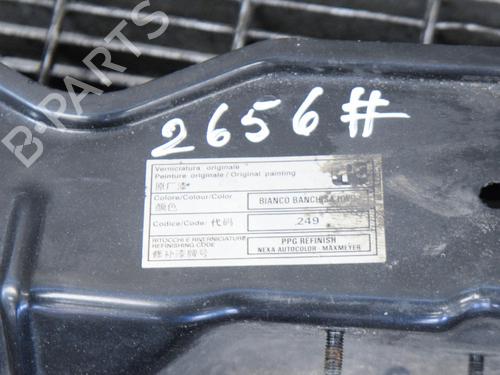 B-PARTS
2656#
Verniciatura originale
Peinture originale/Original painting
原厂漆
Colore/Colour/Color BIANCO BANCHISA
颜色
Codice/Code/代码 .249
RITOCCHI E RIVERNICIATURE PPG REFINISH
REFINISHING CODE NEXA AUTOCOLOR - MAXMEYER
修补漆牌号